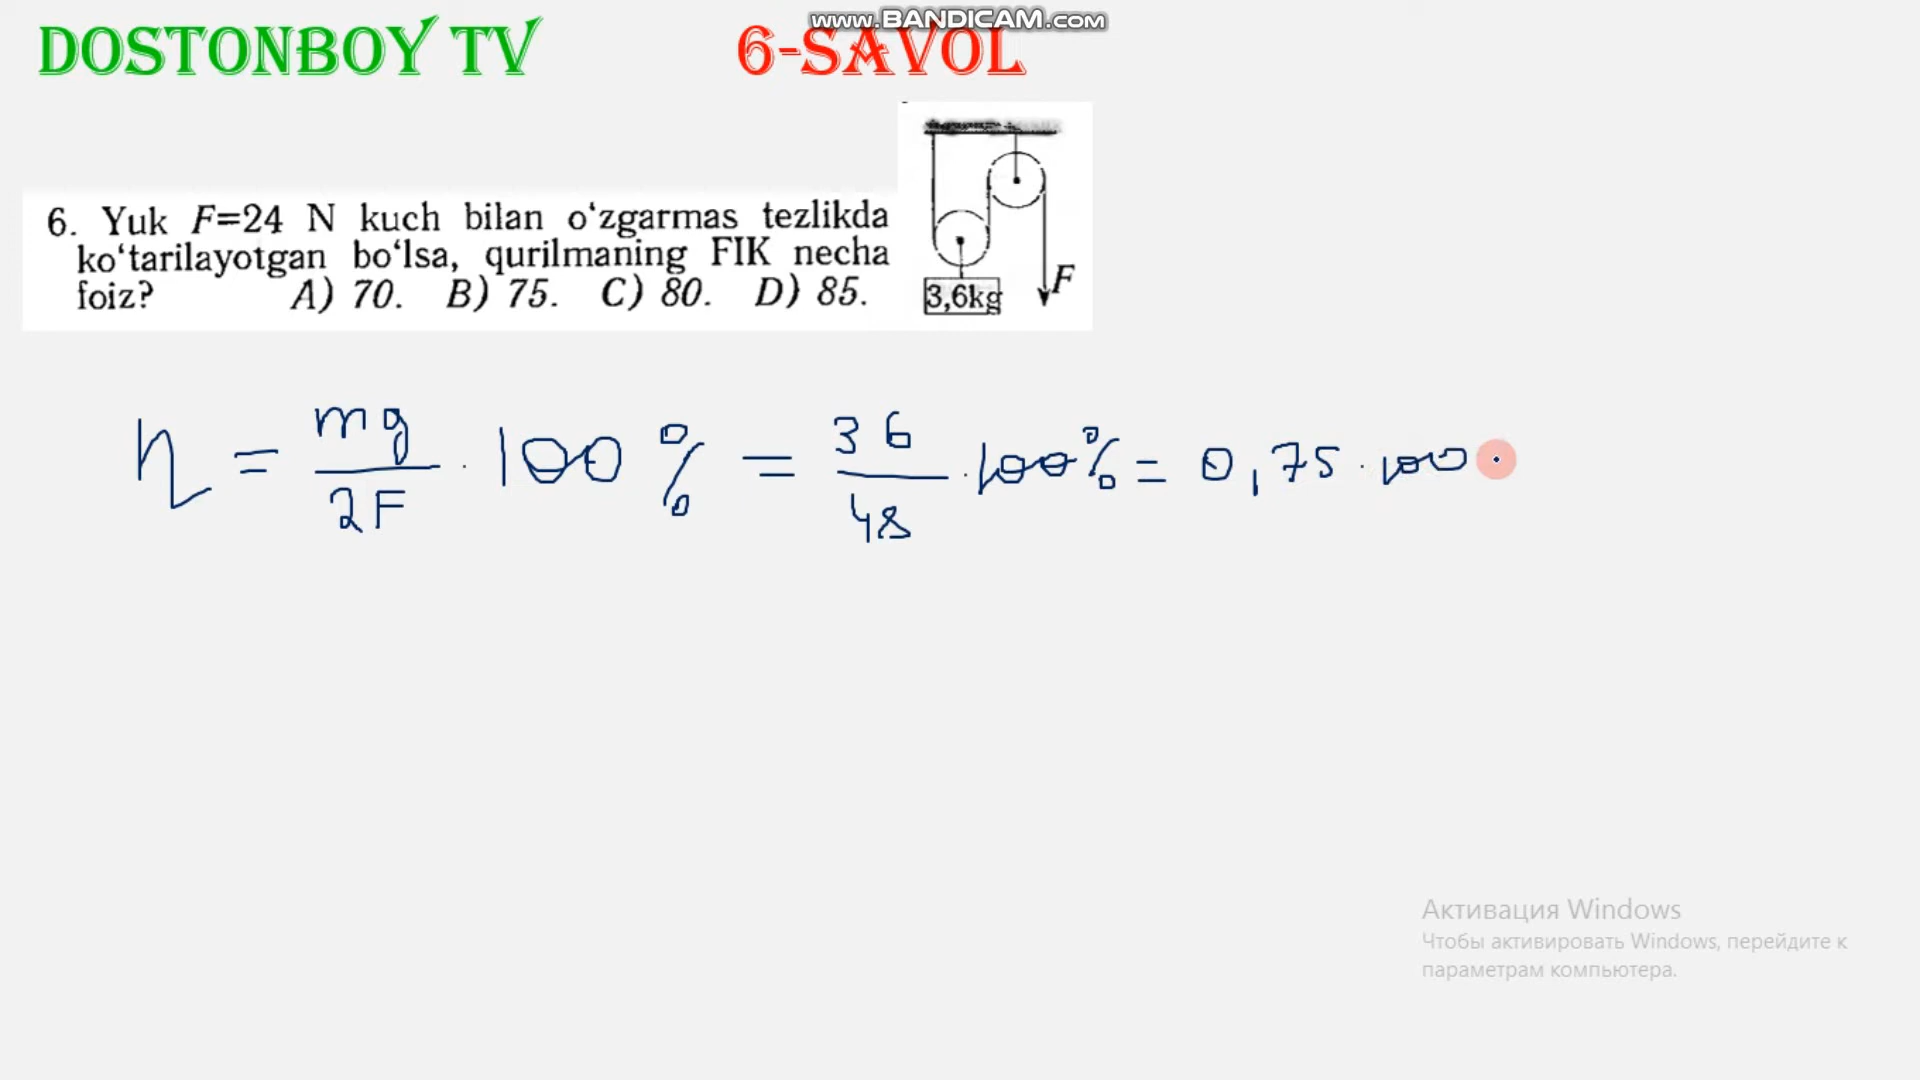 www.BANDICAM.com
DOSTONBOY TV 6-SAVOL
6. Yuk F=24 N kuch bilan o‘zgarmas tezlikda
ko‘tarilayotgan bo‘lsa, qurilmaning FIK necha
foiz? A) 70. B) 75. C) 80. D) 85.
F
3,6kg
η = mg/2F · 100 % = 36/48 · 100% = 0,75 · 100
Активация Windows
Чтобы активировать Windows, перейдите к
параметрам компьютера.